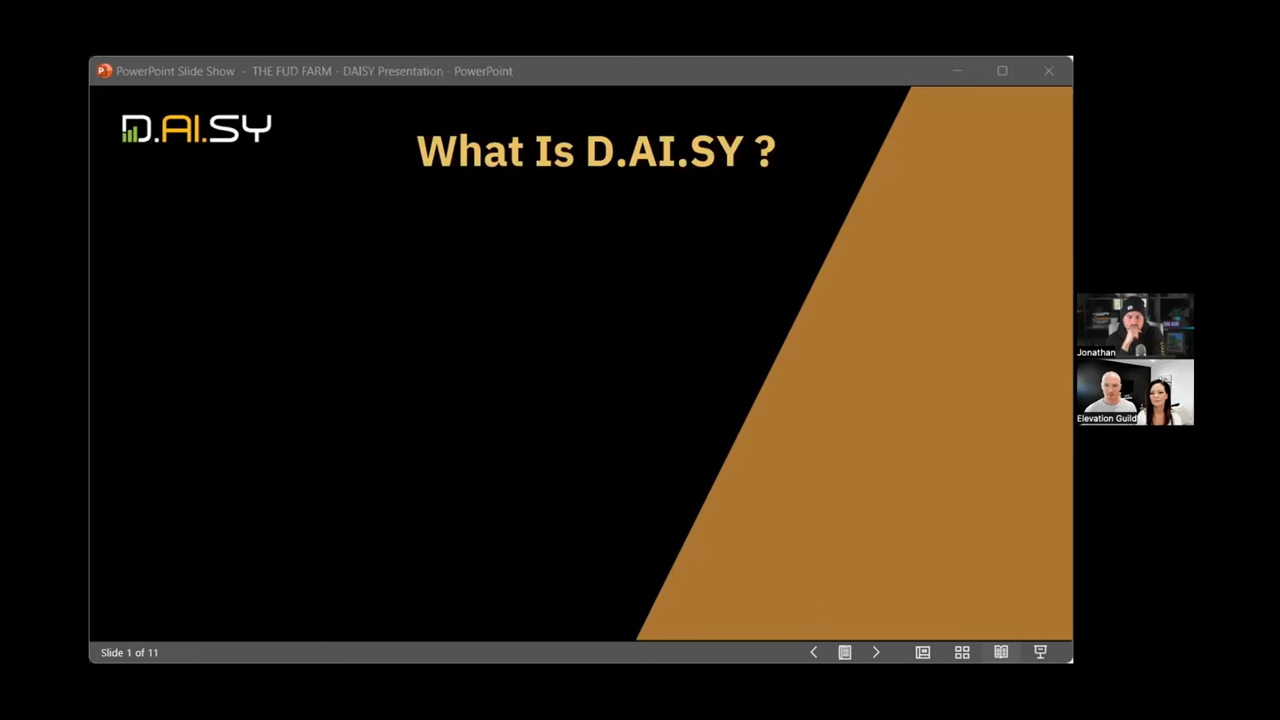 PowerPoint Slide Show - THE FUD FARM - DAISY Presentation - PowerPoint
D.AI.SY
What Is D.AI.SY ?
Jonathan
Elevation Guild
Slide 1 of 11